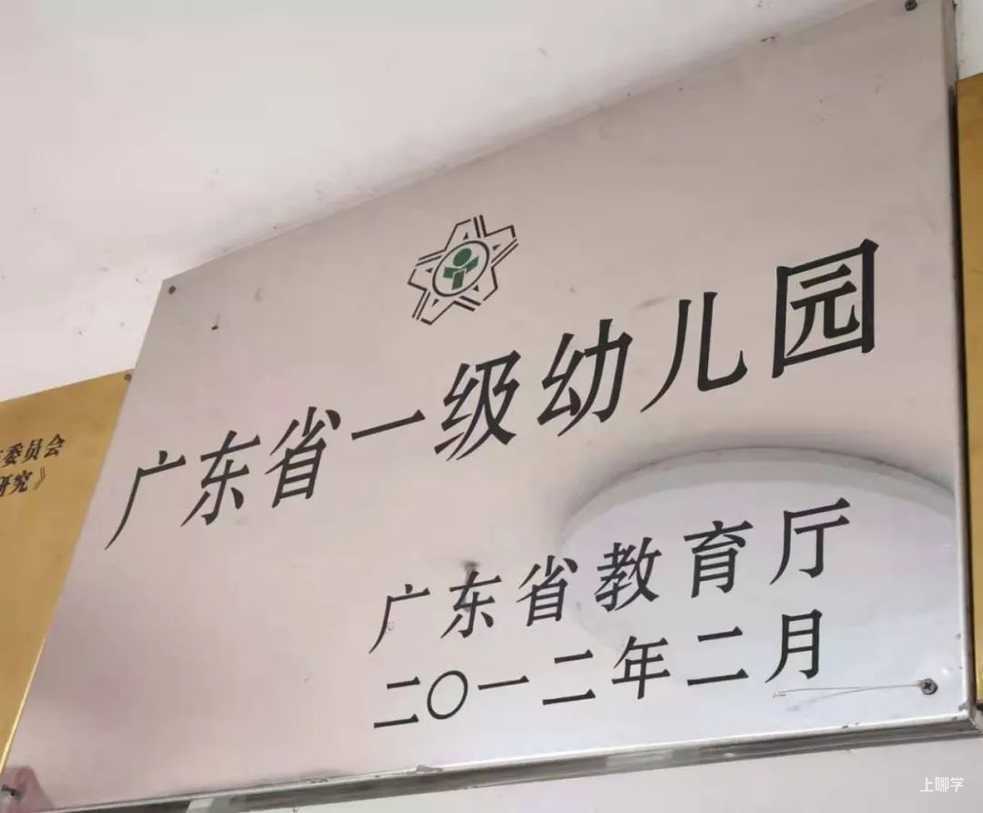 广东省一级幼儿园
广东省教育厅
二〇一二年二月
委员会
研究》
上哪学